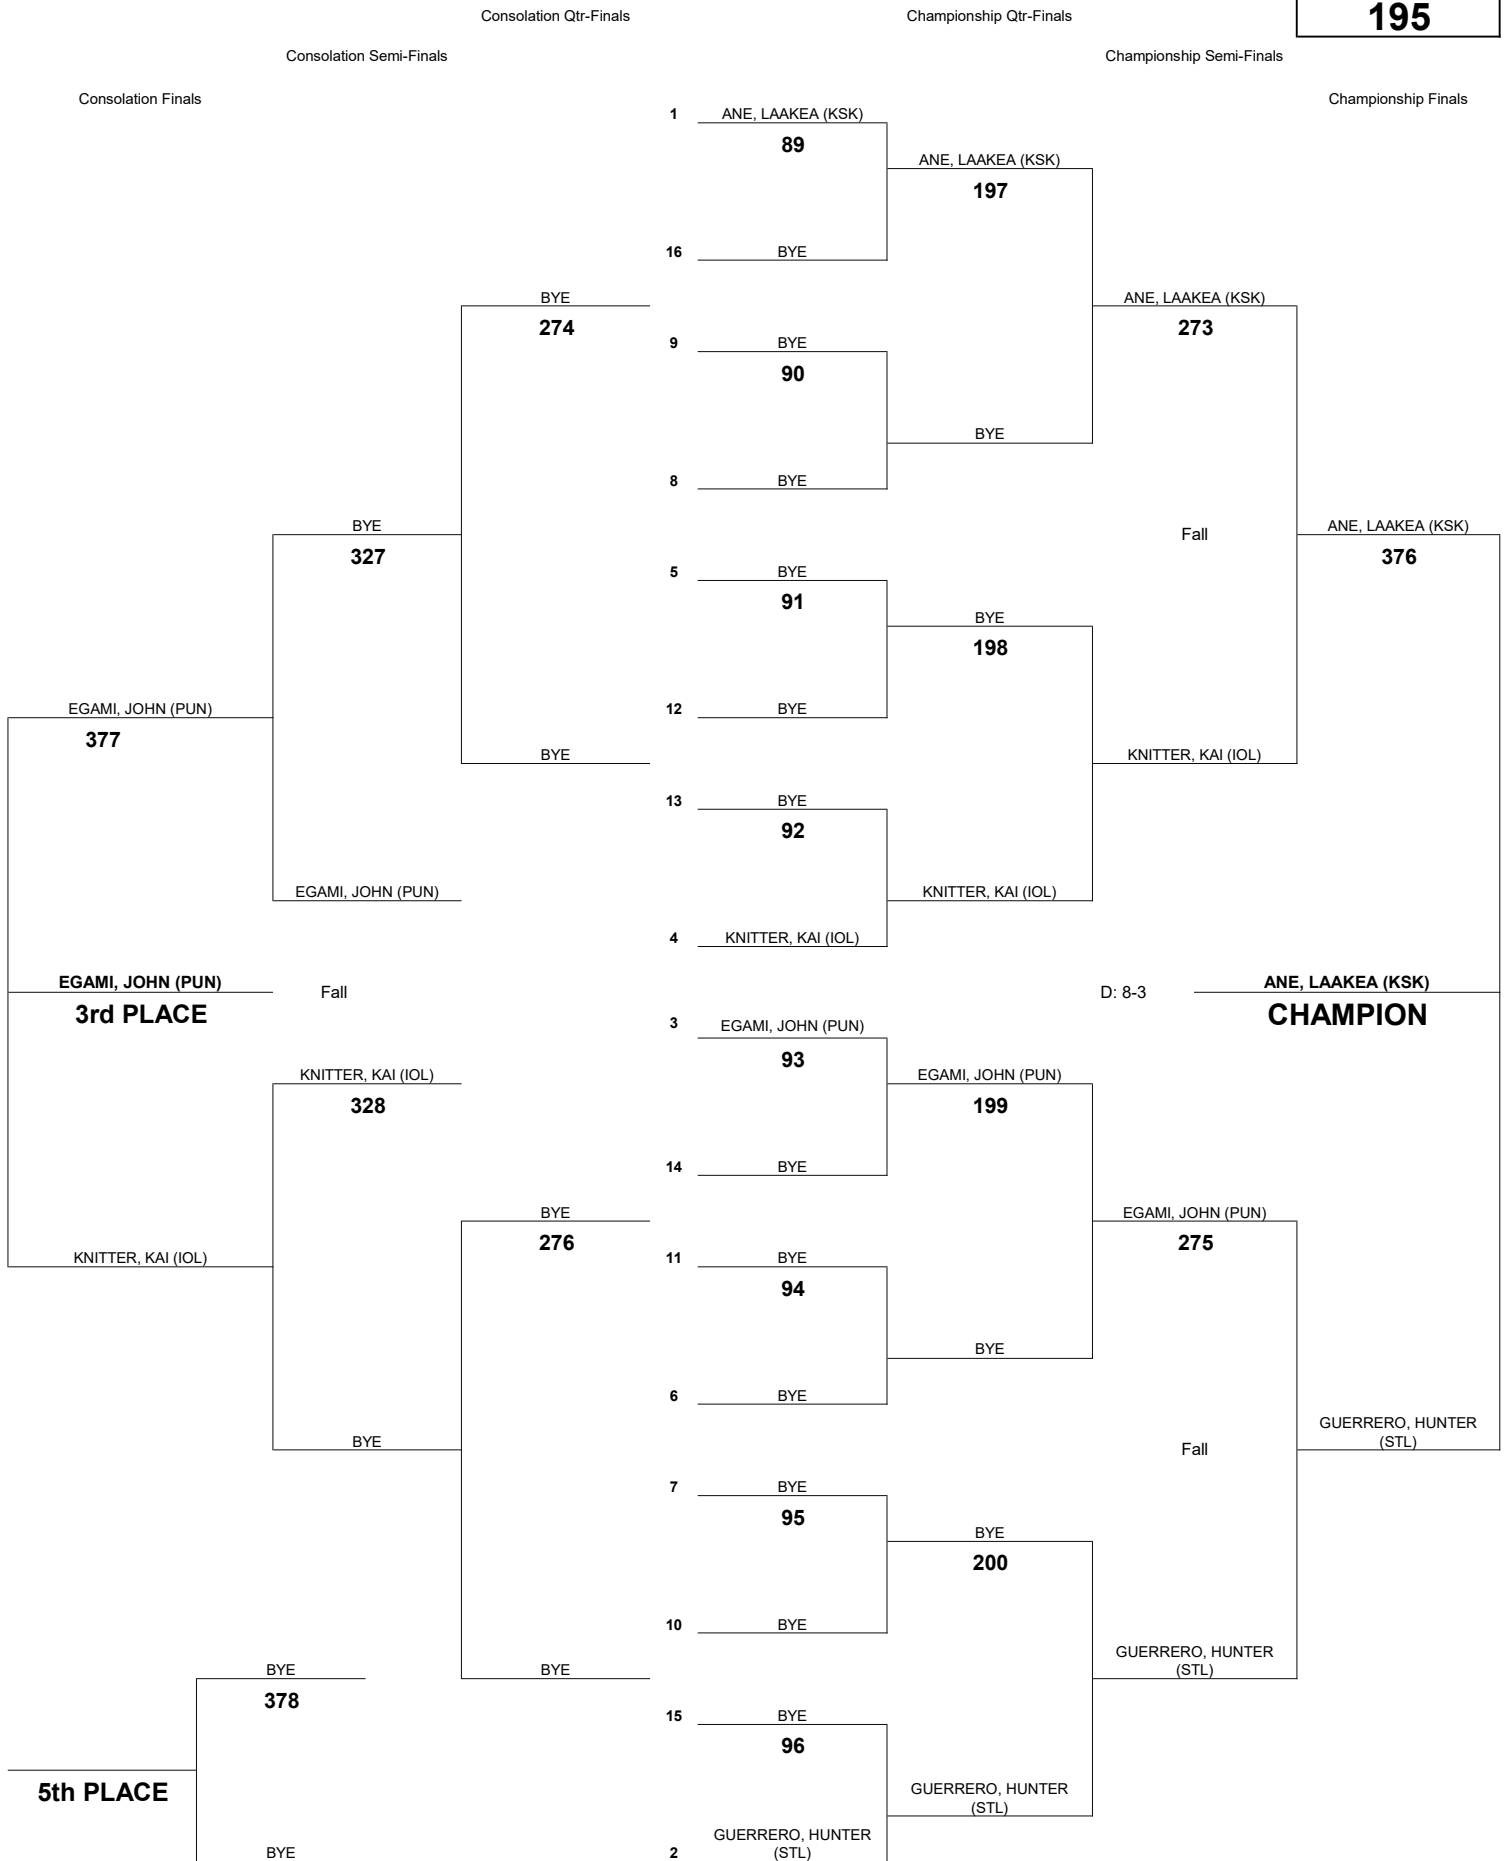 Consolation Qtr-Finals
Championship Qtr-Finals
195
Consolation Semi-Finals
Championship Semi-Finals
Consolation Finals
Championship Finals
1 ANE, LAAKEA (KSK)
89
ANE, LAAKEA (KSK)
197
16 BYE
BYE
ANE, LAAKEA (KSK)
274
273
9 BYE
90
BYE
8 BYE
BYE
Fall
ANE, LAAKEA (KSK)
327
376
5 BYE
91
BYE
198
12 BYE
EGAMI, JOHN (PUN)
377
BYE
KNITTER, KAI (IOL)
13 BYE
92
EGAMI, JOHN (PUN)
KNITTER, KAI (IOL)
4 KNITTER, KAI (IOL)
EGAMI, JOHN (PUN)
Fall
D: 8-3
ANE, LAAKEA (KSK)
3rd PLACE
CHAMPION
3 EGAMI, JOHN (PUN)
93
KNITTER, KAI (IOL)
EGAMI, JOHN (PUN)
328
199
14 BYE
BYE
EGAMI, JOHN (PUN)
276
275
KNITTER, KAI (IOL)
11 BYE
94
BYE
6 BYE
GUERRERO, HUNTER
(STL)
BYE
Fall
7 BYE
95
BYE
200
10 BYE
GUERRERO, HUNTER
(STL)
BYE
BYE
378
15 BYE
96
5th PLACE
GUERRERO, HUNTER
(STL)
GUERRERO, HUNTER
(STL)
BYE
2